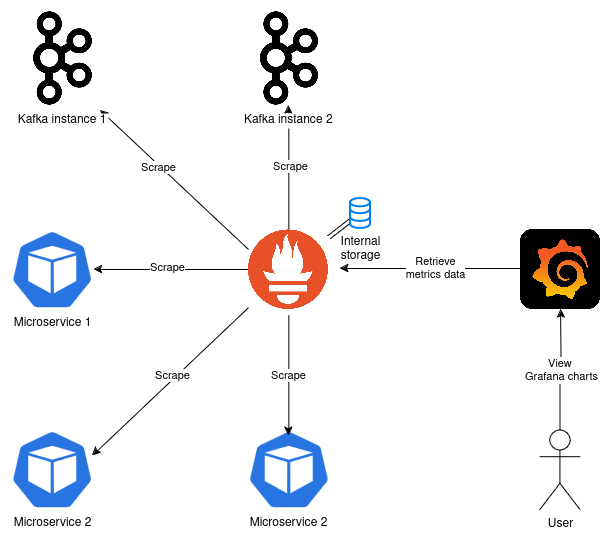 Kafka instance 1
Kafka instance 2
Scrape
Scrape
Internal
storage
Scrape
Retrieve
metrics data
Microservice 1
Scrape
Scrape
View
Grafana charts
Microservice 2
Microservice 2
User